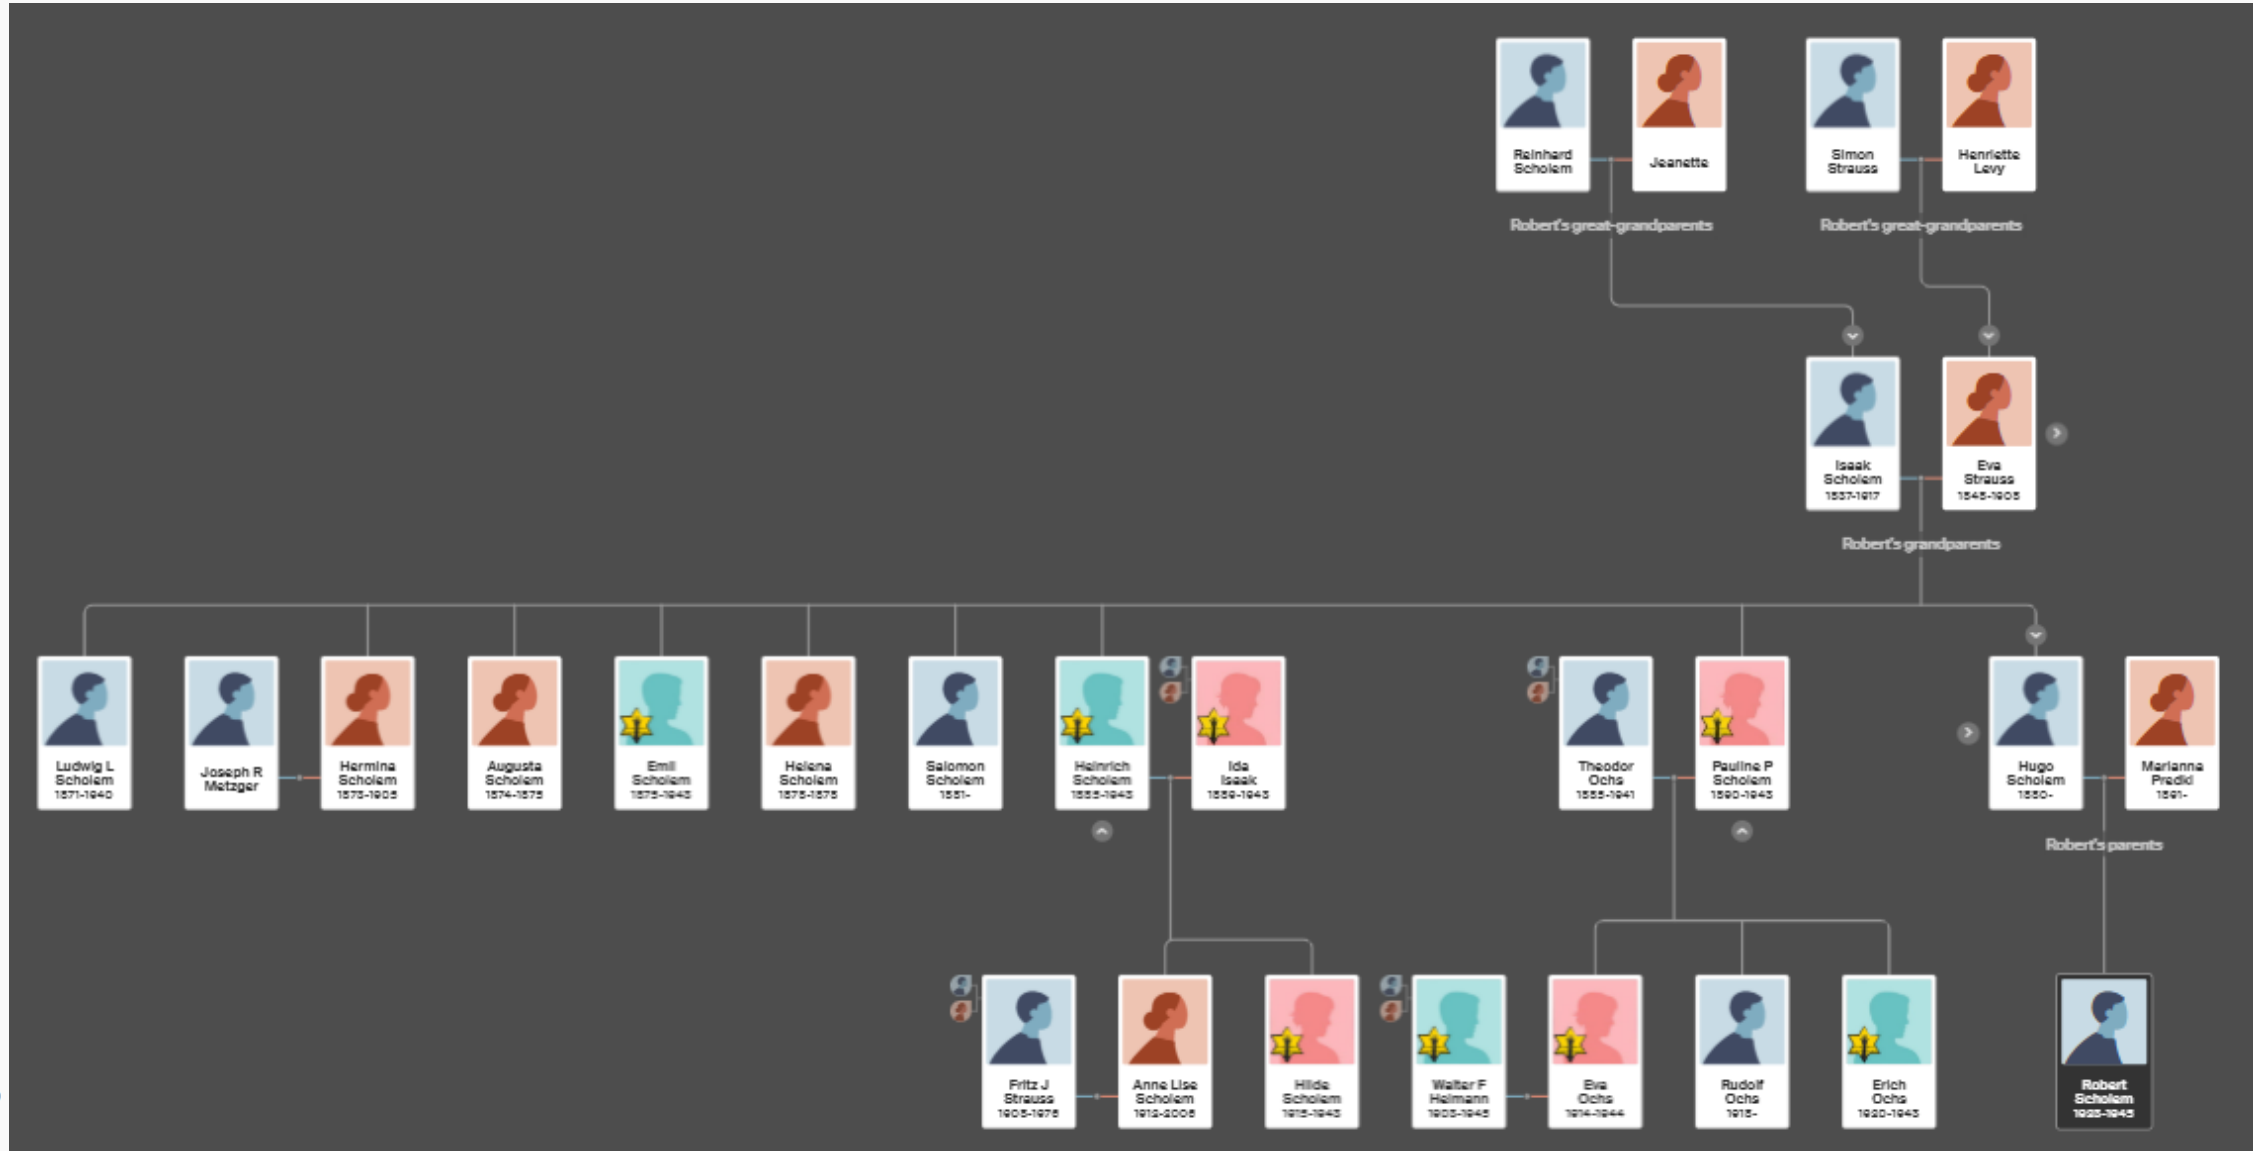 Reinhard
Scholem
Jeanette
Simon
Strauss
Henriette
Levy
Robert's great-grandparents
Robert's great-grandparents
Isaak
Scholem
1837-1917
Eva
Strauss
Robert's grandparents
Ludwig L
Scholem
1871-1940
Joseph R
Metzger
Hermina
Scholem
Augusta
Scholem
Emil
Scholem
Helena
Scholem
Salomon
Scholem
1881-
Heinrich
Scholem
Ida
Isaak
1889-1943
Theodor
Ochs
Pauline P
Scholem
1890-1943
Hugo
Scholem
1880-
Marianna
Predki
1891-
Robert's parents
Fritz J
Strauss
Anne Lise
Scholem
Hilde
Scholem
Walter F
Heimann
Eva
Ochs
1914-1944
Rudolf
Ochs
Erich
Ochs
1920-1943
Robert
Scholem